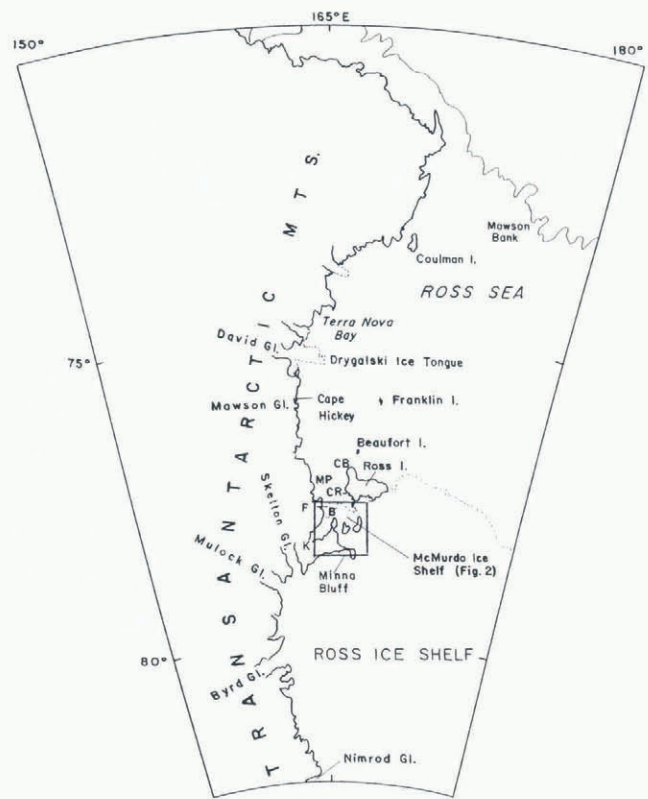 165°E
150°
180°
TRANSANTARCTIC MTS.
Mawson
Bank
Coulman I.
ROSS SEA
Terra Nova
Bay
David Gl.
Drygalski Ice Tongue
75°
Mawson Gl.
Cape
Hickey
Franklin I.
Beaufort I.
CB
Ross I.
MP
CR
Skelton Gl.
F
B
K
Mulock Gl.
McMurdo Ice
Shelf (Fig. 2)
Minna
Bluff
80°
ROSS ICE SHELF
Byrd Gl.
Nimrod Gl.